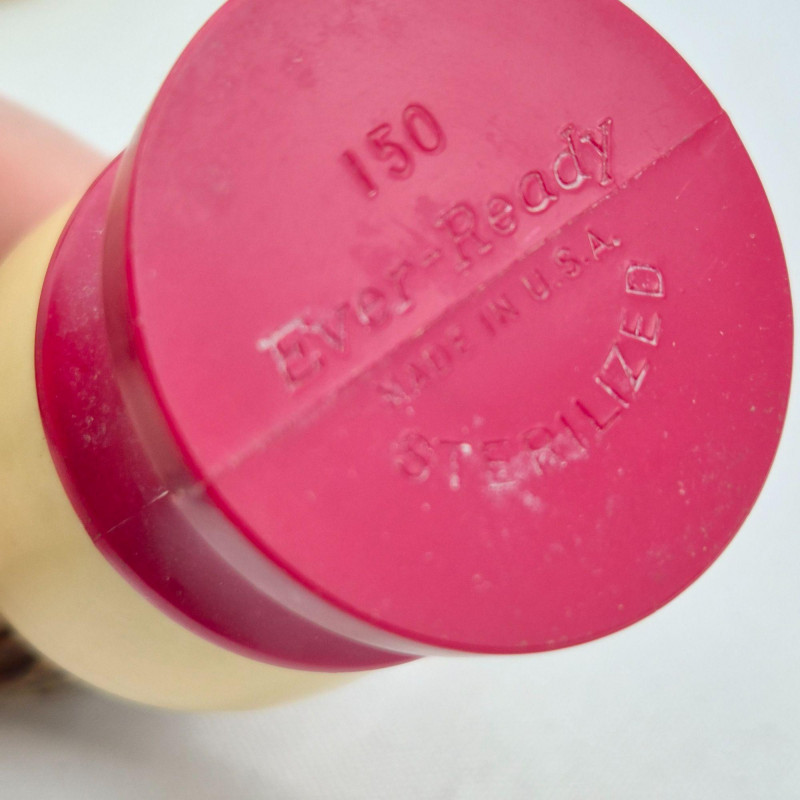 150
Ever-Ready
MADE IN U.S.A.
STERILIZED